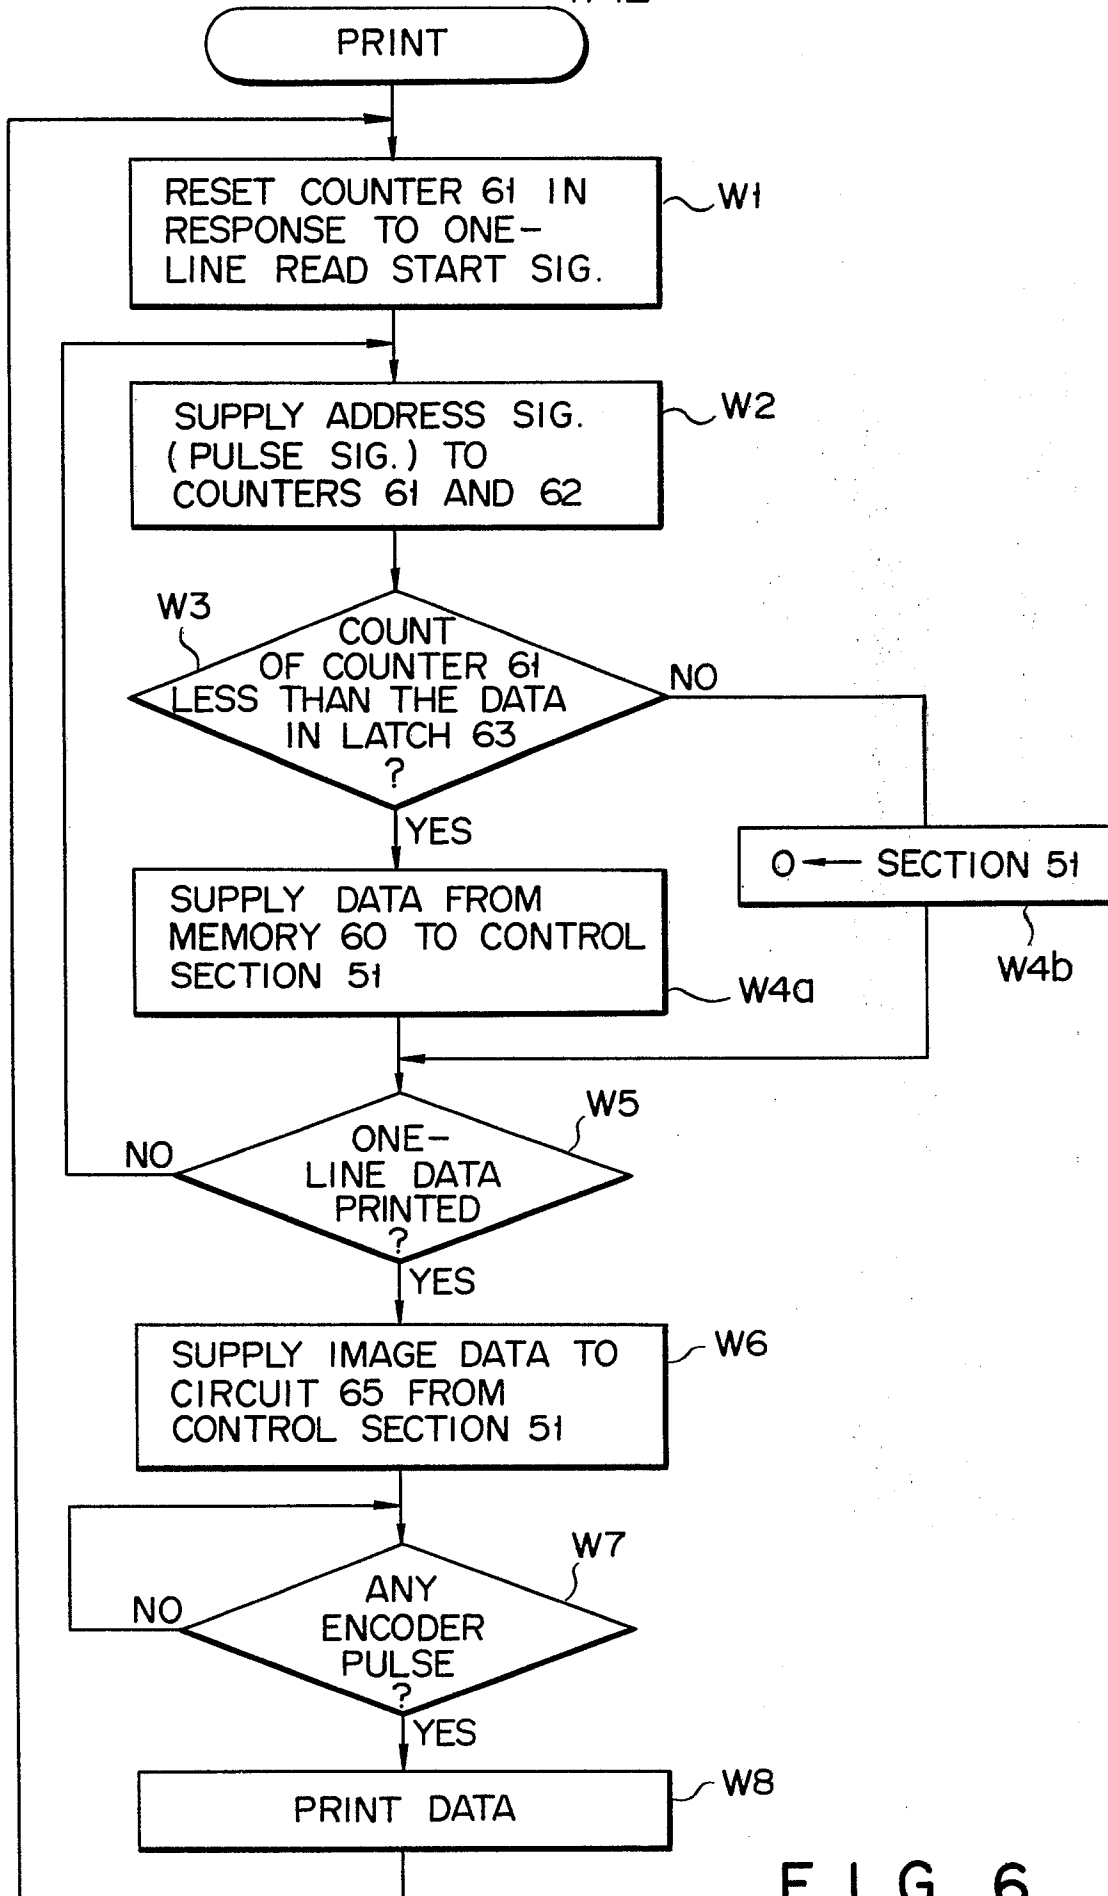 PRINT
RESET COUNTER 61 IN
RESPONSE TO ONE-
LINE READ START SIG.
W1
SUPPLY ADDRESS SIG.
(PULSE SIG.) TO
COUNTERS 61 AND 62
W2
W3
COUNT
OF COUNTER 61
LESS THAN THE DATA
IN LATCH 63
?
NO
YES
O ← SECTION 51
W4b
SUPPLY DATA FROM
MEMORY 60 TO CONTROL
SECTION 51
W4a
W5
ONE-
LINE DATA
PRINTED
?
NO
YES
SUPPLY IMAGE DATA TO
CIRCUIT 65 FROM
CONTROL SECTION 51
W6
W7
ANY
ENCODER
PULSE
?
NO
YES
PRINT DATA
W8
FIG. 6